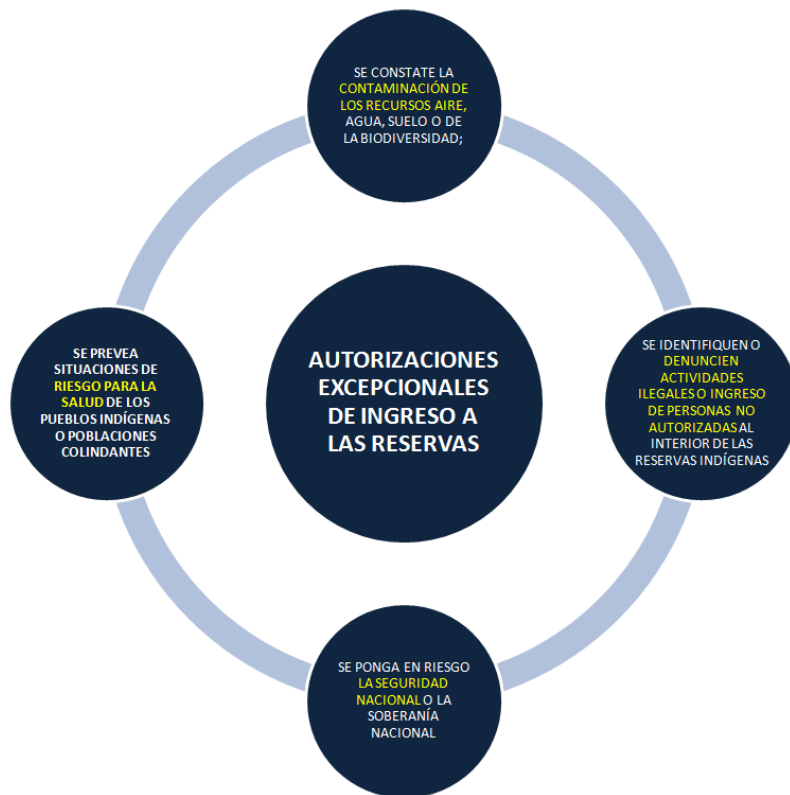 SE CONSTATE LA
CONTAMINACIÓN DE
LOS RECURSOS AIRE,
AGUA, SUELO O DE
LA BIODIVERSIDAD;
SE PREVEA
SITUACIONES DE
RIESGO PARA LA
SALUD DE LOS
PUEBLOS INDÍGENAS
O POBLACIONES
COLINDANTES
AUTORIZACIONES
EXCEPCIONALES
DE INGRESO A
LAS RESERVAS
SE IDENTIFIQUEN O
DENUNCIEN
ACTIVIDADES
ILEGALES O INGRESO
DE PERSONAS NO
AUTORIZADAS AL
INTERIOR DE LAS
RESERVAS INDÍGENAS
SE PONGA EN RIESGO
LA SEGURIDAD
NACIONAL O LA
SOBERANÍA
NACIONAL